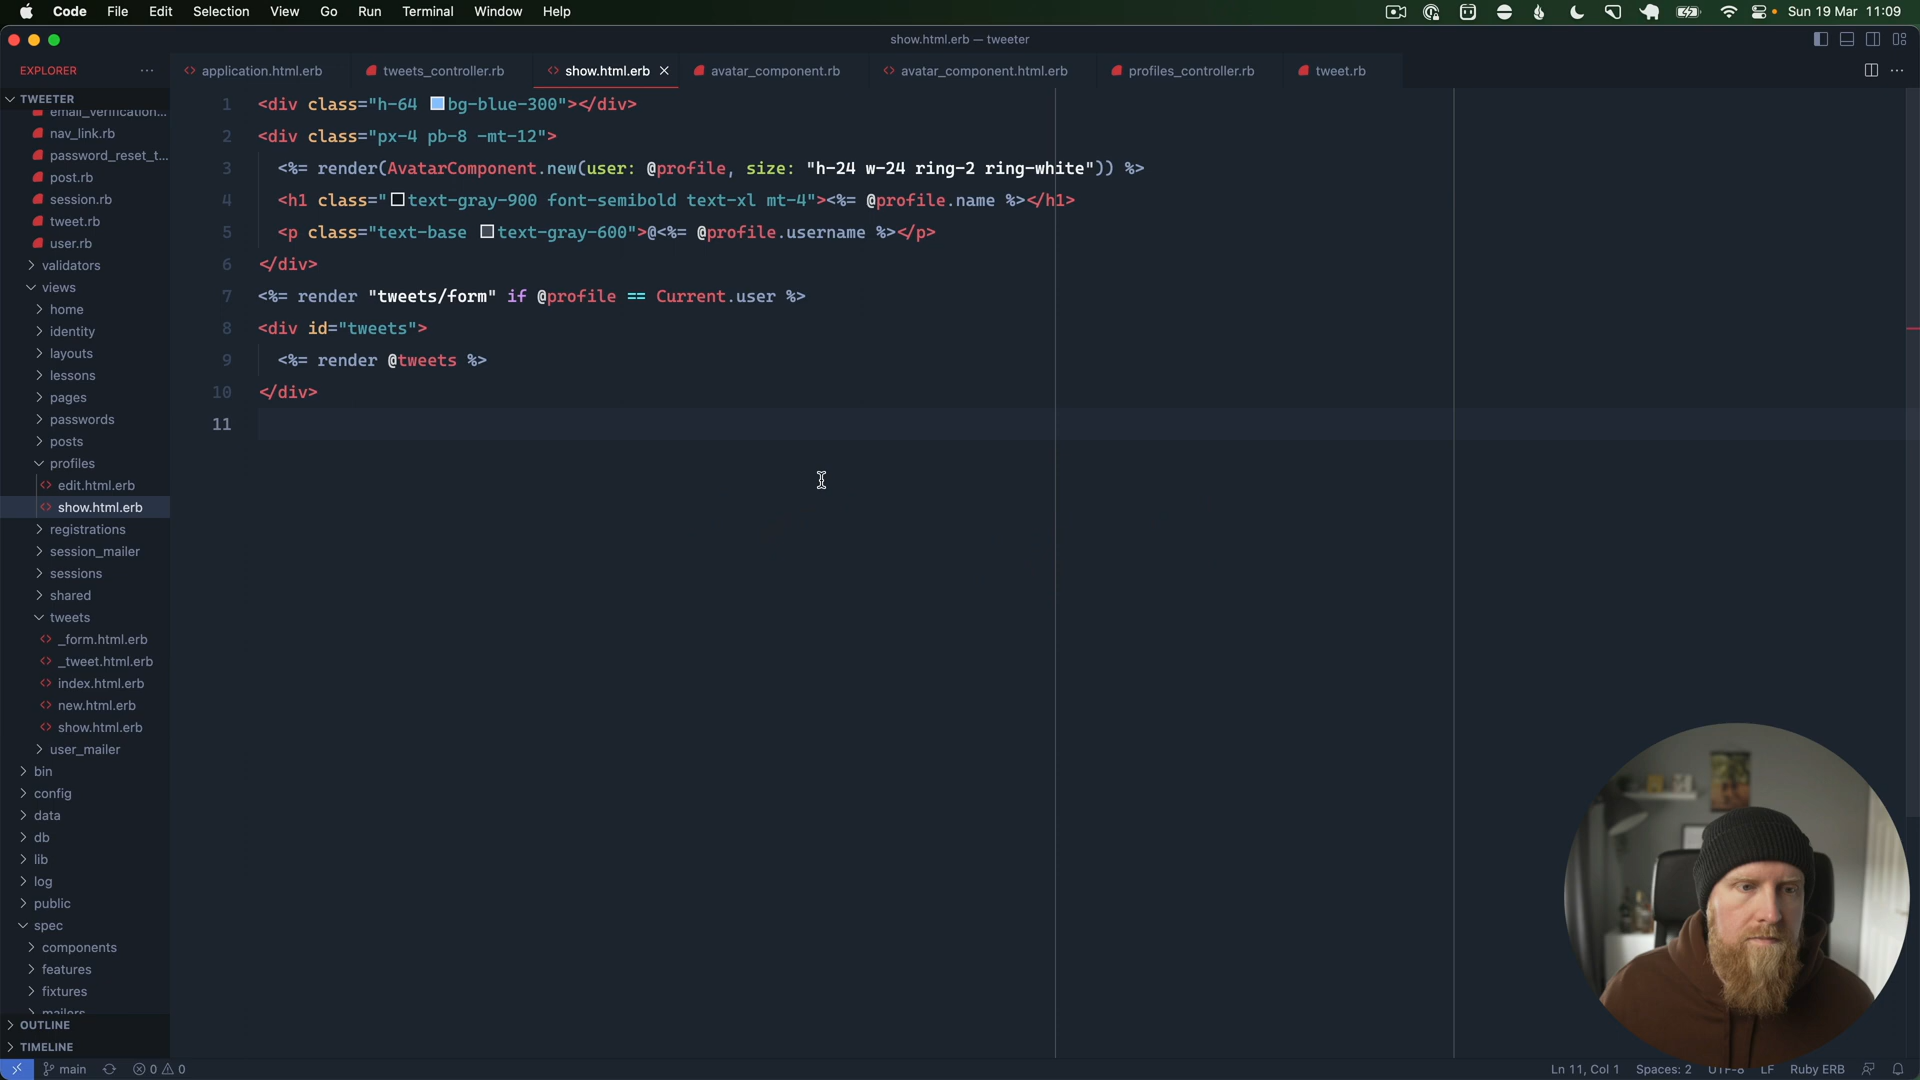 Code File Edit Selection View Go Run Terminal Window Help
Sun 19 Mar 11:09
show.html.erb — tweeter
EXPLORER
application.html.erb
tweets_controller.rb
show.html.erb
avatar_component.rb
avatar_component.html.erb
profiles_controller.rb
tweet.rb
TWEETER
email_verification...
nav_link.rb
password_reset_t...
post.rb
session.rb
tweet.rb
user.rb
validators
views
home
identity
layouts
lessons
pages
passwords
posts
profiles
edit.html.erb
show.html.erb
registrations
session_mailer
sessions
shared
tweets
_form.html.erb
_tweet.html.erb
index.html.erb
new.html.erb
show.html.erb
user_mailer
bin
config
data
db
lib
log
public
spec
components
features
fixtures
mailers
OUTLINE
TIMELINE
1 <div class="h-64 bg-blue-300"></div>
2 <div class="px-4 pb-8 -mt-12">
3 <%= render(AvatarComponent.new(user: @profile, size: "h-24 w-24 ring-2 ring-white")) %>
4 <h1 class="text-gray-900 font-semibold text-xl mt-4"><%= @profile.name %></h1>
5 <p class="text-base text-gray-600">@<%= @profile.username %></p>
6 </div>
7 <%= render "tweets/form" if @profile == Current.user %>
8 <div id="tweets">
9 <%= render @tweets %>
10 </div>
11
main 0 0
Ln 11, Col 1 Spaces: 2 UTF-8 LF Ruby ERB